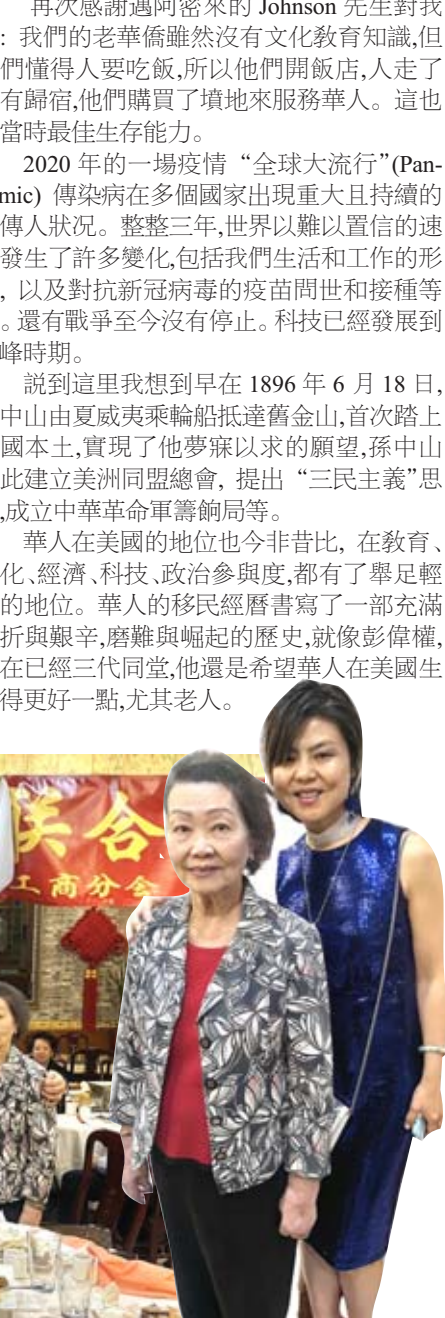 再次感謝邁阿密來的 Johnson 先生對我
: 我們的老華僑雖然沒有文化教育知識,但
們懂得人要吃飯,所以他們開飯店,人走了
有歸宿,他們購買了墳地來服務華人。這也
當時最佳生存能力。
2020 年的一場疫情“全球大流行”(Pan-
mic) 傳染病在多個國家出現重大且持續的
傳人狀況。整整三年,世界以難以置信的速
發生了許多變化,包括我們生活和工作的形
, 以及對抗新冠病毒的疫苗問世和接種等
。還有戰爭至今沒有停止。科技已經發展到
峰時期。
説到這里我想到早在 1896 年 6 月 18 日,
中山由夏威夷乘輪船抵達舊金山,首次踏上
國本土,實現了他夢寐以求的願望,孫中山
此建立美洲同盟總會, 提出“三民主義”思
,成立中華革命軍籌餉局等。
華人在美國的地位也今非昔比, 在教育、
化、經濟、科技、政治參與度,都有了舉足輕
的地位。華人的移民經曆書寫了一部充滿
折與艱辛,磨難與崛起的歷史,就像彭偉權,
在已經三代同堂,他還是希望華人在美國生
得更好一點,尤其老人。
合
工商分会